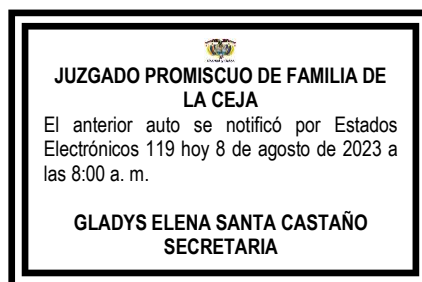 JUZGADO PROMISCUO DE FAMILIA DE
LA CEJA
El anterior auto se notificó por Estados
Electrónicos 119 hoy 8 de agosto de 2023 a
las 8:00 a. m.
GLADYS ELENA SANTA CASTAÑO
SECRETARIA